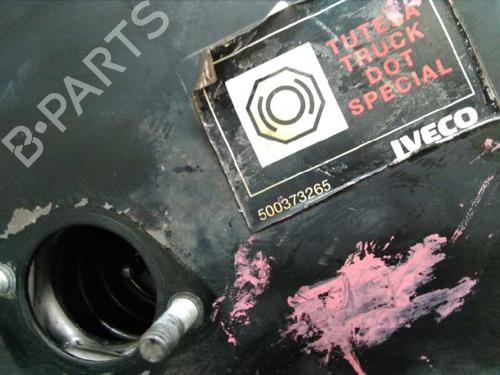 B-PARTS
TUTELA
TRUCK
DOT
SPECIAL
IVECO
500373265